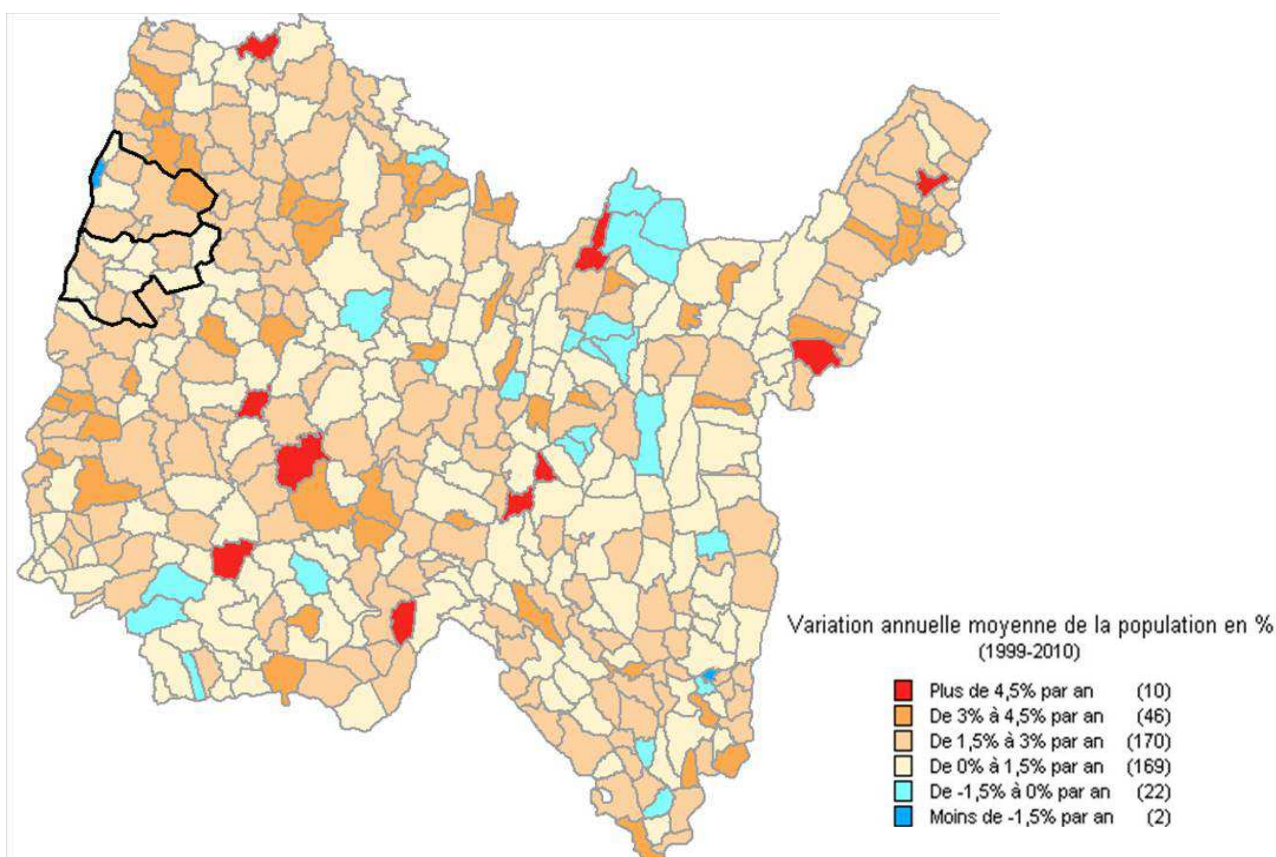 Variation annuelle moyenne de la population en %
(1999-2010)
Plus de 4,5% par an (10)
De 3% à 4,5% par an (46)
De 1,5% à 3% par an (170)
De 0% à 1,5% par an (169)
De -1,5% à 0% par an (22)
Moins de -1,5% par an (2)